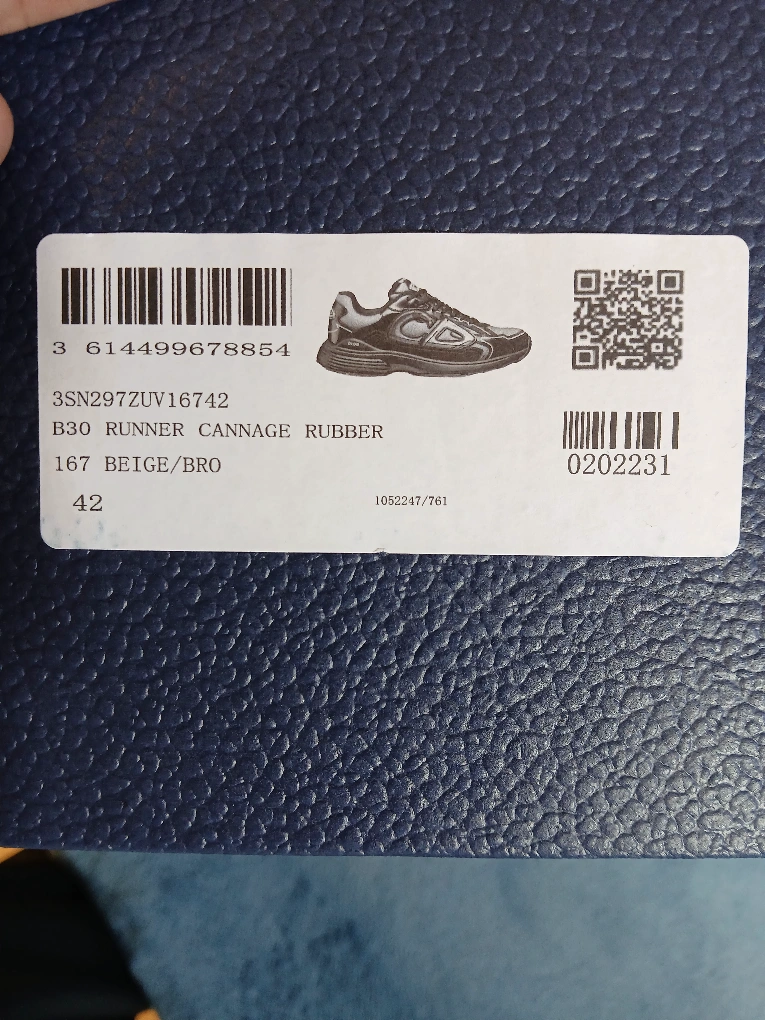 3 614499678854
3SN297ZUV16742
B30 RUNNER CANNAGE RUBBER
167 BEIGE/BRO
42
1052247/761
0202231